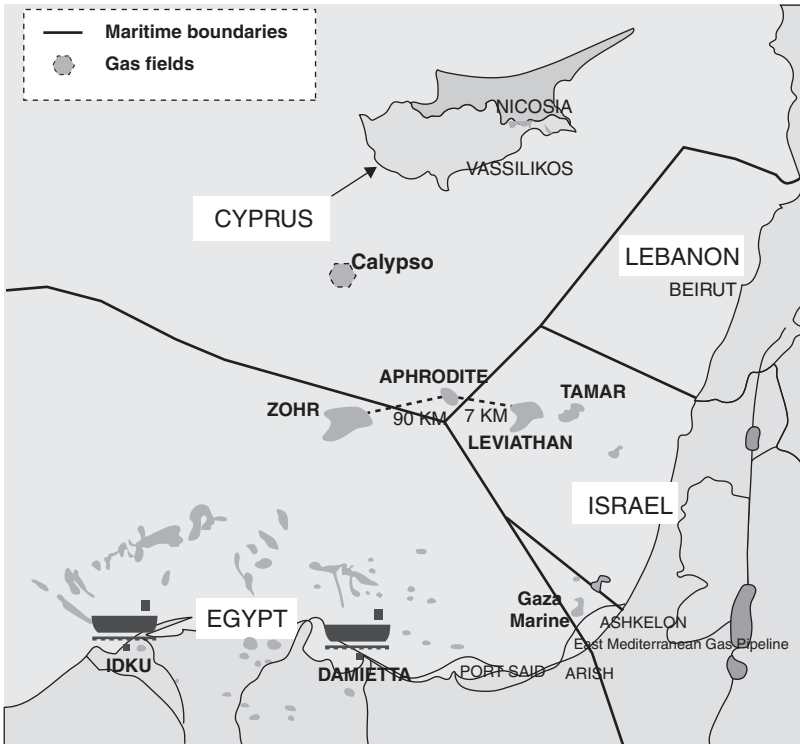 Maritime boundaries
Gas fields
NICOSIA
VASSILIKOS
CYPRUS
Calypso
LEBANON
BEIRUT
APHRODITE
ZOHR
90 KM
7 KM
TAMAR
LEVIATHAN
ISRAEL
Gaza
Marine
EGYPT
ASHKELON
East Mediterranean Gas Pipeline
IDKU
DAMIETTA
PORT SAID
ARISH